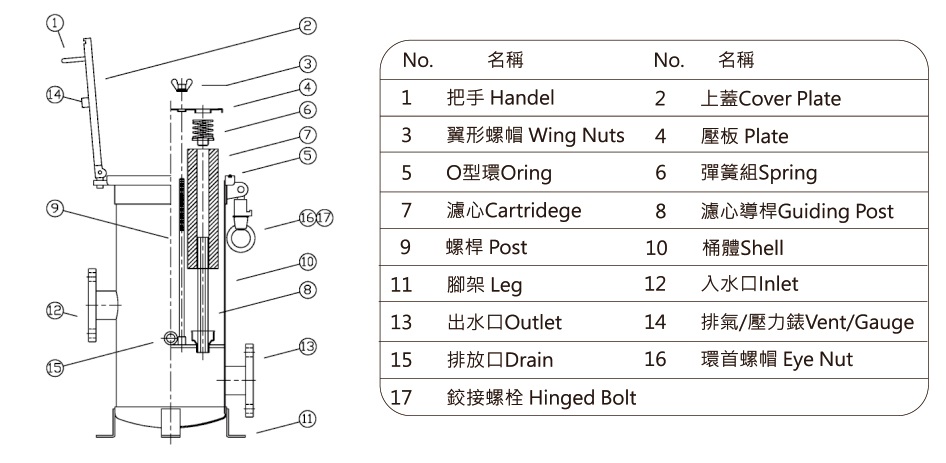 1
2
3
14
4
6
7
5
9
16 17
10
8
12
13
15
11
No. 名稱 No. 名稱
1 把手 Handel 2 上蓋Cover Plate
3 翼形螺帽 Wing Nuts 4 壓板 Plate
5 O型環Oring 6 彈簧組Spring
7 濾心Cartridege 8 濾心導桿Guiding Post
9 螺桿 Post 10 桶體Shell
11 腳架 Leg 12 入水口Inlet
13 出水口Outlet 14 排氣/壓力錶Vent/Gauge
15 排放口Drain 16 環首螺帽 Eye Nut
17 鉸接螺栓 Hinged Bolt